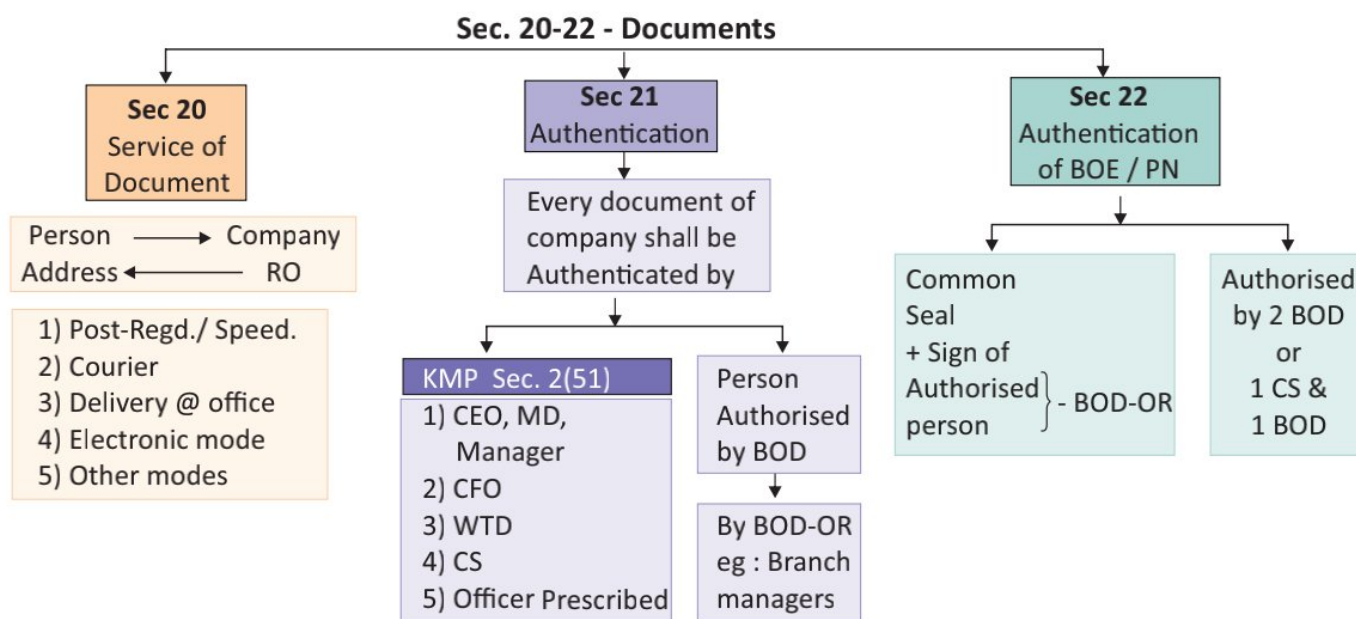 Sec. 20-22 - Documents
Sec 20
Service of
Document
Person Company
Address RO
1) Post-Regd./ Speed.
2) Courier
3) Delivery @ office
4) Electronic mode
5) Other modes
Sec 21
Authentication
Every document of
company shall be
Authenticated by
KMP Sec. 2(51)
1) CEO, MD,
Manager
2) CFO
3) WTD
4) CS
5) Officer Prescribed
Person
Authorised
by BOD
By BOD-OR
eg : Branch
managers
Sec 22
Authentication
of BOE / PN
Common
Seal
+ Sign of
Authorised
person
- BOD-OR
Authorised
by 2 BOD
or
1 CS &
1 BOD